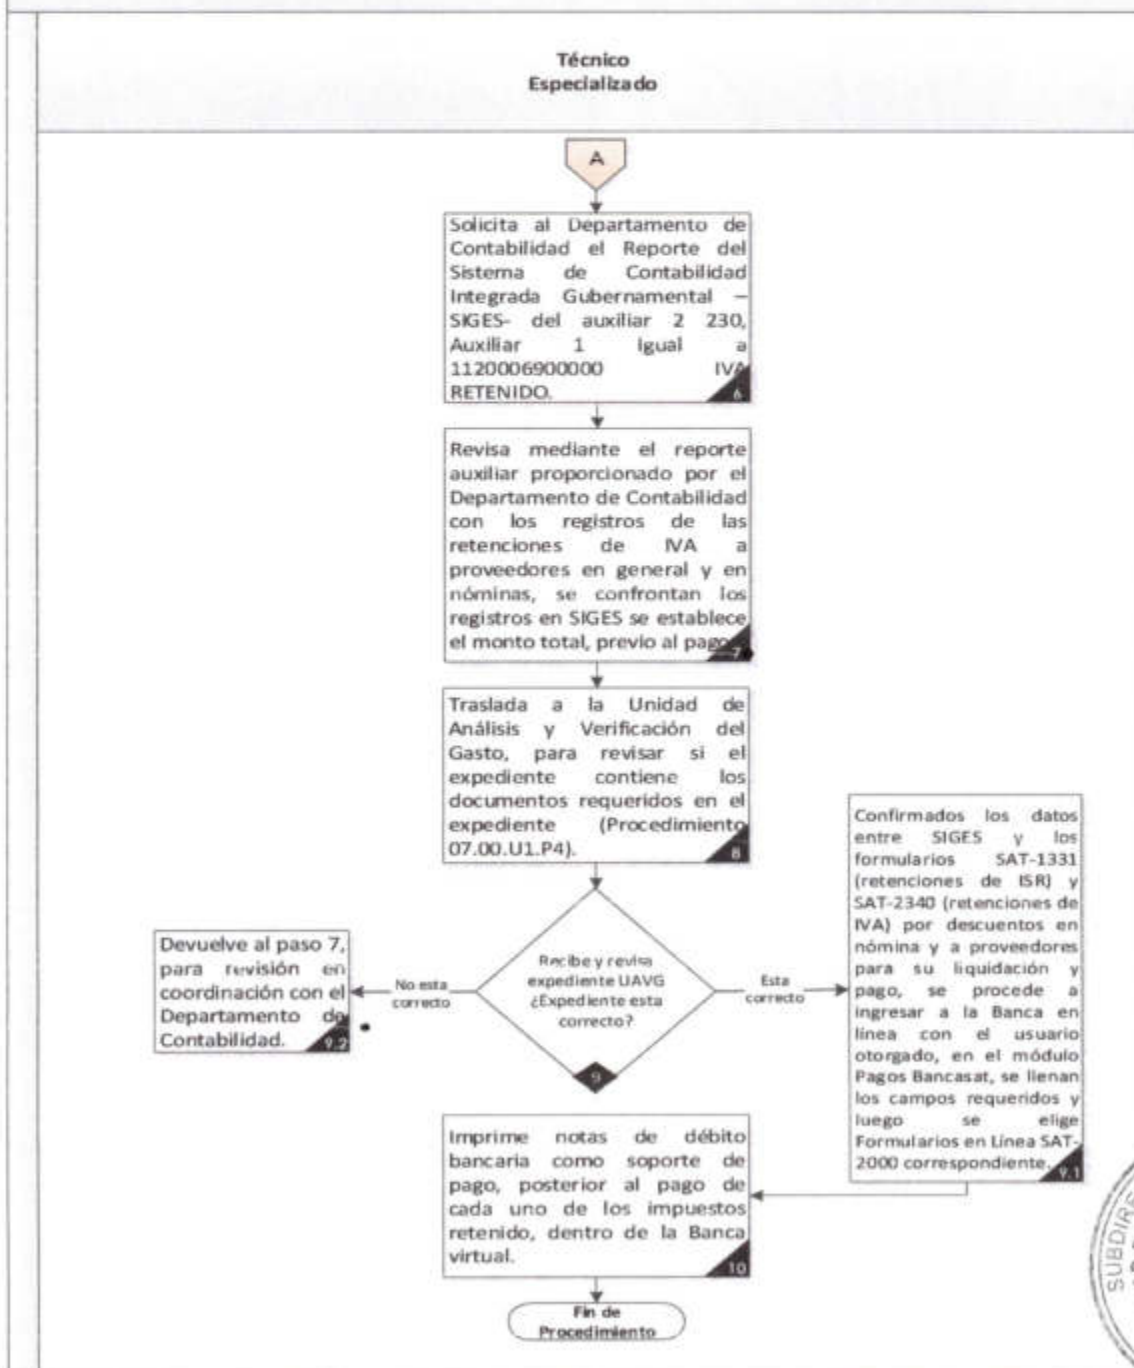 Técnico
Especializado
A
Solicita al Departamento de
Contabilidad el Reporte del
Sistema de Contabilidad
Integrada Gubernamental –
SIGES- del auxiliar 2 230,
Auxiliar 1 Igual a
1120006900000 IVA
RETENIDO.
6
Revisa mediante el reporte
auxiliar proporcionado por el
Departamento de Contabilidad
con los registros de las
retenciones de IVA a
proveedores en general y en
nóminas, se confrontan los
registros en SIGES se establece
el monto total, previo al pago.
7
Traslada a la Unidad de
Análisis y Verificación del
Gasto, para revisar si el
expediente contiene los
documentos requeridos en el
expediente (Procedimiento
07.00.U1.P4).
8
Recibe y revisa
expediente UAVG
¿Expediente esta
correcto?
9
No esta
correcto
Devuelve al paso 7,
para revisión en
coordinación con el
Departamento de
Contabilidad.
9.2
Esta
correcto
Confirmados los datos
entre SIGES y los
formularios SAT-1331
(retenciones de ISR) y
SAT-2340 (retenciones de
IVA) por descuentos en
nómina y a proveedores
para su liquidación y
pago, se procede a
ingresar a la Banca en
línea con el usuario
otorgado, en el módulo
Pagos Bancasat, se llenan
los campos requeridos y
luego se elige
Formularios en Línea SAT-
2000 correspondiente.
9.1
Imprime notas de débito
bancaria como soporte de
pago, posterior al pago de
cada uno de los impuestos
retenido, dentro de la Banca
virtual.
10
Fin de
Procedimiento